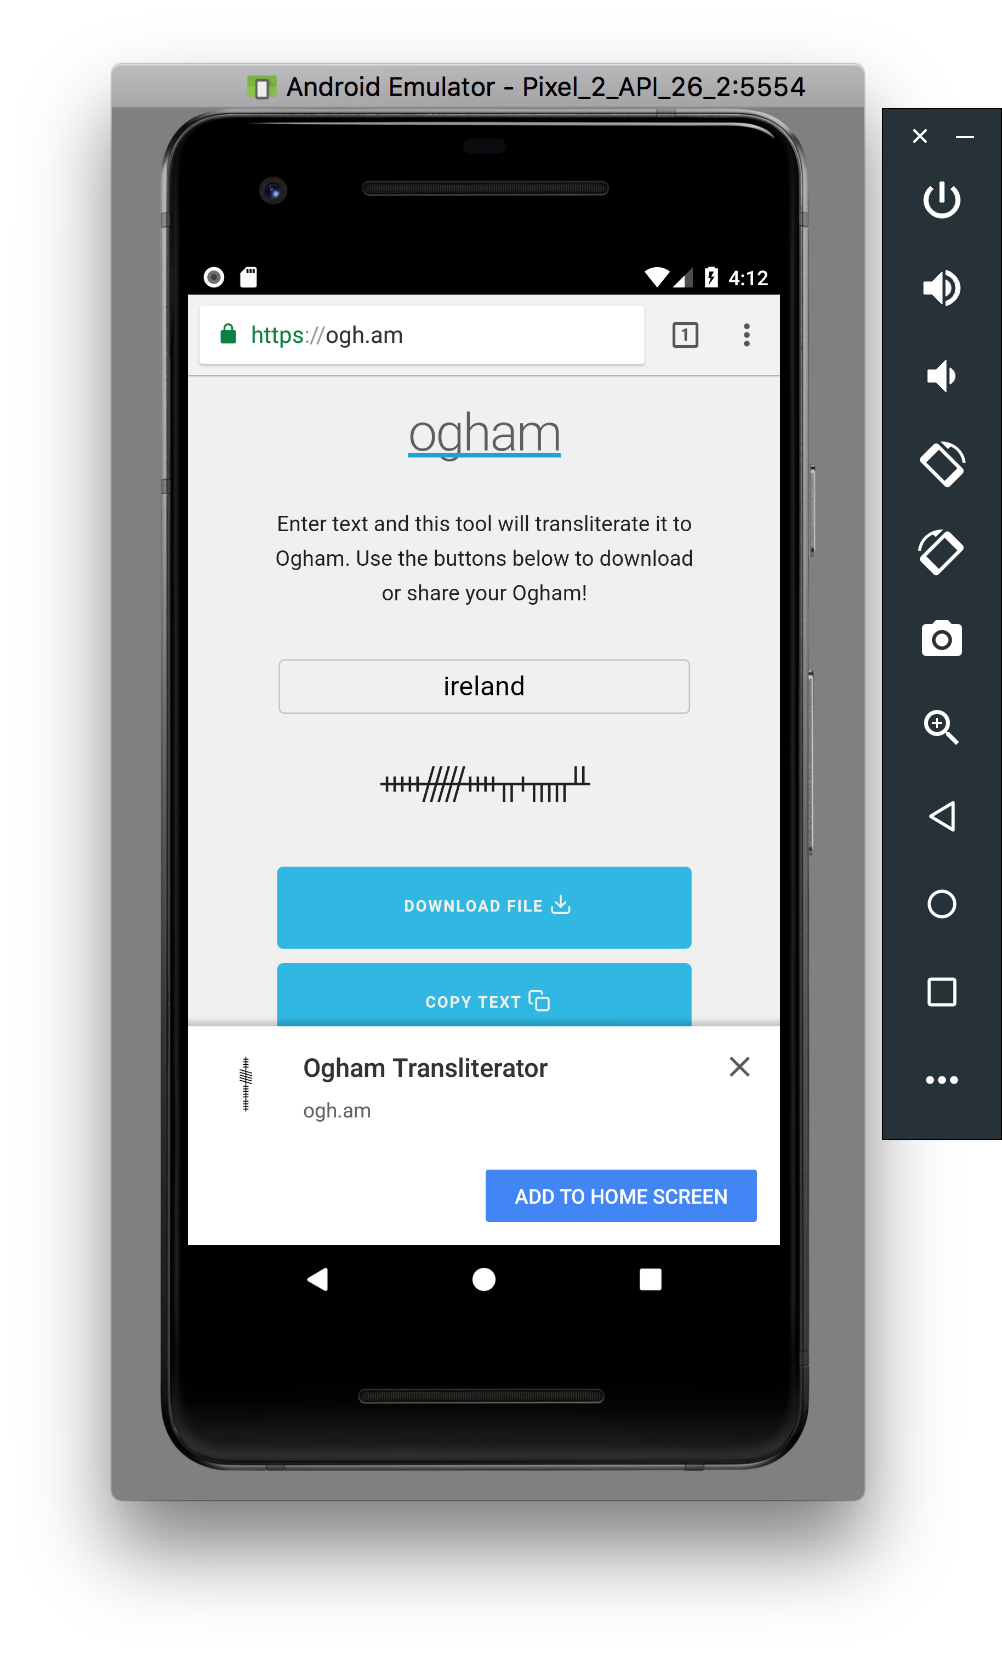 Android Emulator - Pixel_2_API_26_2:5554
4:12
https://ogh.am
1
ogham
Enter text and this tool will transliterate it to
Ogham. Use the buttons below to download
or share your Ogham!
ireland
ᚔᚏᚓᚂᚐᚅᚇ
DOWNLOAD FILE
COPY TEXT
Ogham Transliterator
ogh.am
ADD TO HOME SCREEN